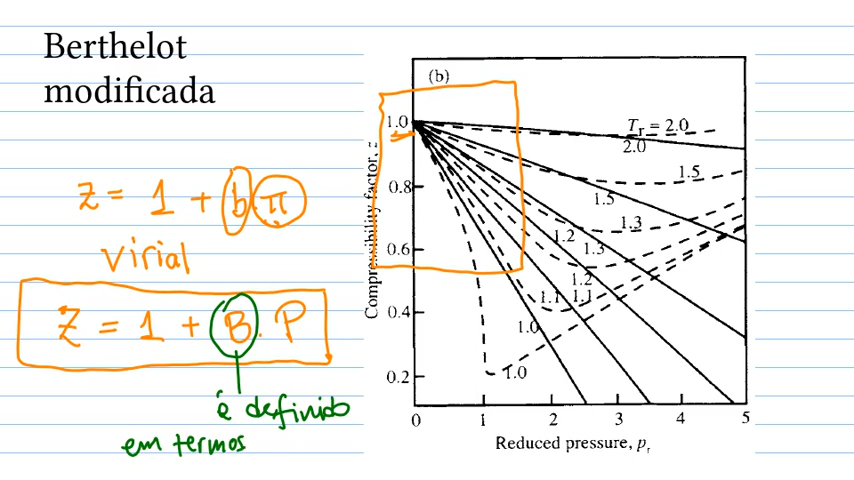 Berthelot
modificada
z = 1 + b.π
virial
Z = 1 + B. P
é definido
em termos
(b)
Compressibility factor, z
1.0
0.8
0.6
0.4
0.2
T_r = 2.0
2.0
1.5
1.5
1.3
1.2
1.3
1.2
1.1
1.1
1.0
1.0
0 1 2 3 4 5
Reduced pressure, p_r